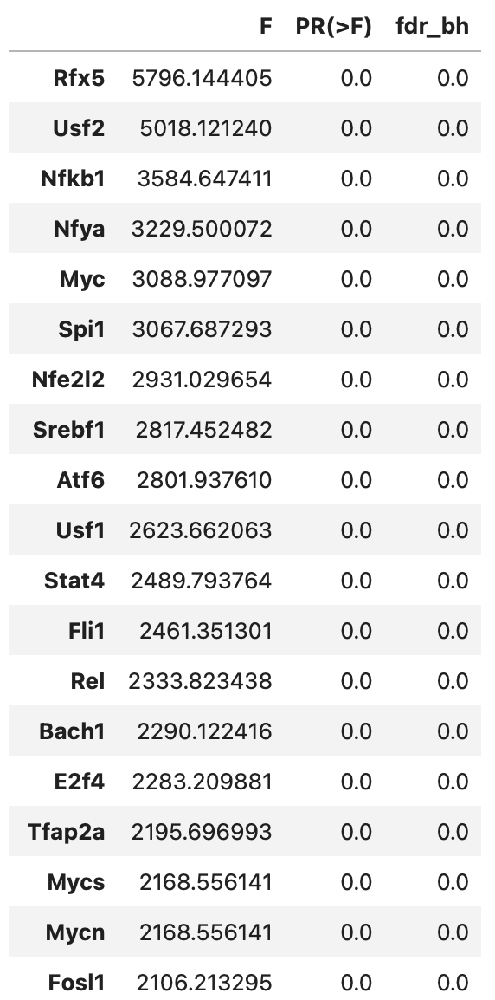 F PR(>F) fdr_bh
Rfx5 5796.144405 0.0 0.0
Usf2 5018.121240 0.0 0.0
Nfkb1 3584.647411 0.0 0.0
Nfya 3229.500072 0.0 0.0
Myc 3088.977097 0.0 0.0
Spi1 3067.687293 0.0 0.0
Nfe2l2 2931.029654 0.0 0.0
Srebf1 2817.452482 0.0 0.0
Atf6 2801.937610 0.0 0.0
Usf1 2623.662063 0.0 0.0
Stat4 2489.793764 0.0 0.0
Fli1 2461.351301 0.0 0.0
Rel 2333.823438 0.0 0.0
Bach1 2290.122416 0.0 0.0
E2f4 2283.209881 0.0 0.0
Tfap2a 2195.696993 0.0 0.0
Mycs 2168.556141 0.0 0.0
Mycn 2168.556141 0.0 0.0
Fosl1 2106.213295 0.0 0.0